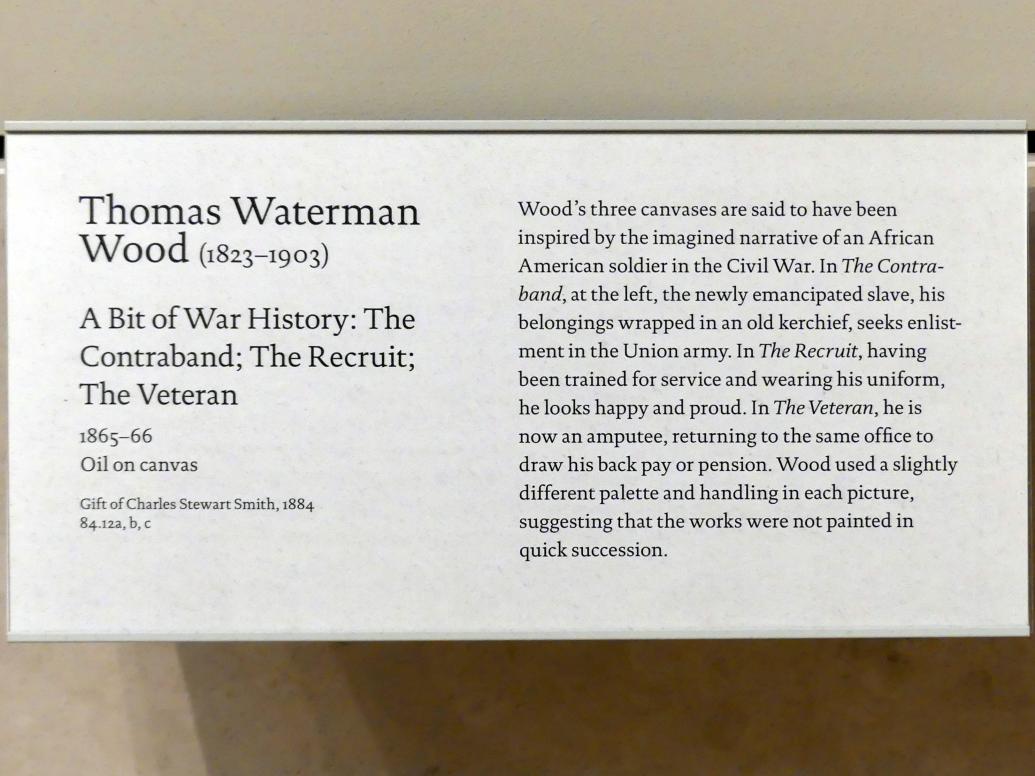 Thomas Waterman
Wood (1823–1903)
A Bit of War History: The
Contraband; The Recruit;
The Veteran
1865–66
Oil on canvas
Gift of Charles Stewart Smith, 1884
84.12a, b, c
Wood’s three canvases are said to have been
inspired by the imagined narrative of an African
American soldier in the Civil War. In The Contra-
band, at the left, the newly emancipated slave, his
belongings wrapped in an old kerchief, seeks enlist-
ment in the Union army. In The Recruit, having
been trained for service and wearing his uniform,
he looks happy and proud. In The Veteran, he is
now an amputee, returning to the same office to
draw his back pay or pension. Wood used a slightly
different palette and handling in each picture,
suggesting that the works were not painted in
quick succession.